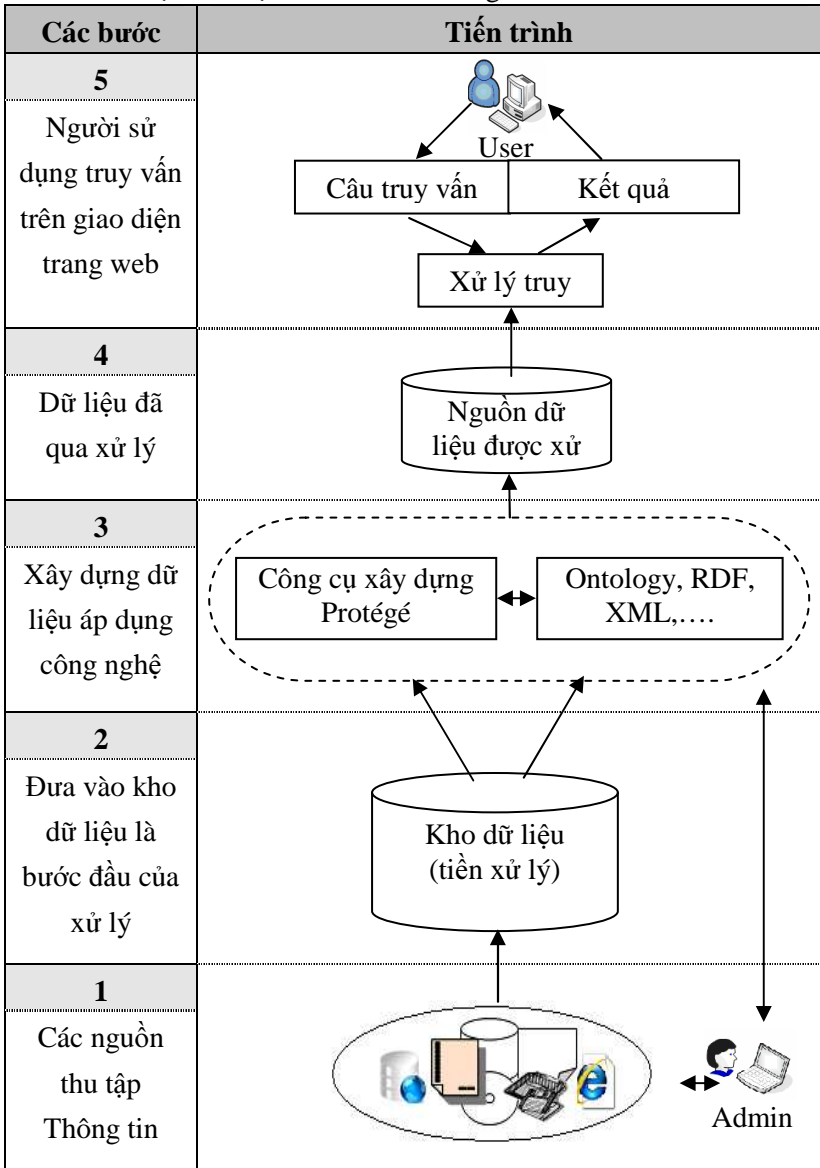 Các bước
Tiến trình
5
Người sử
dụng truy vấn
trên giao diện
trang web
User
Câu truy vấn
Kết quả
Xử lý truy
4
Dữ liệu đã
qua xử lý
Nguồn dữ
liệu được xử
3
Xây dựng dữ
liệu áp dụng
công nghệ
Công cụ xây dựng
Protégé
Ontology, RDF,
XML,....
2
Đưa vào kho
dữ liệu là
bước đầu của
xử lý
Kho dữ liệu
(tiền xử lý)
1
Các nguồn
thu tập
Thông tin
Admin